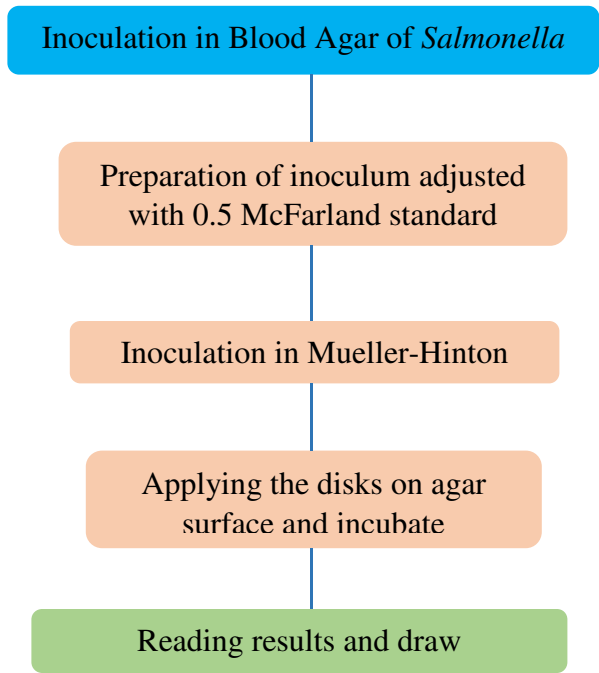 Inoculation in Blood Agar of Salmonella
Preparation of inoculum adjusted
with 0.5 McFarland standard
Inoculation in Mueller-Hinton
Applying the disks on agar
surface and incubate
Reading results and draw